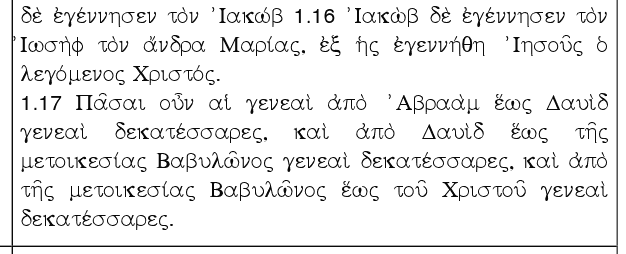 δὲ ἐγέννησεν τὸν Ἰακώβ 1.16 Ἰακὼβ δὲ ἐγέννησεν τὸν
Ἰωσὴφ τὸν ἄνδρα Μαρίας, ἐξ ἧς ἐγεννήθη Ἰησοῦς ὁ
λεγόμενος Χριστός.
1.17 Πᾶσαι οὖν αἱ γενεαὶ ἀπὸ Ἀβραὰμ ἕως Δαυὶδ
γενεαὶ δεκατέσσαρες, καὶ ἀπὸ Δαυὶδ ἕως τῆς
μετοικεσίας Βαβυλῶνος γενεαὶ δεκατέσσαρες, καὶ ἀπὸ
τῆς μετοικεσίας Βαβυλῶνος ἕως τοῦ Χριστοῦ γενεαὶ
δεκατέσσαρες.